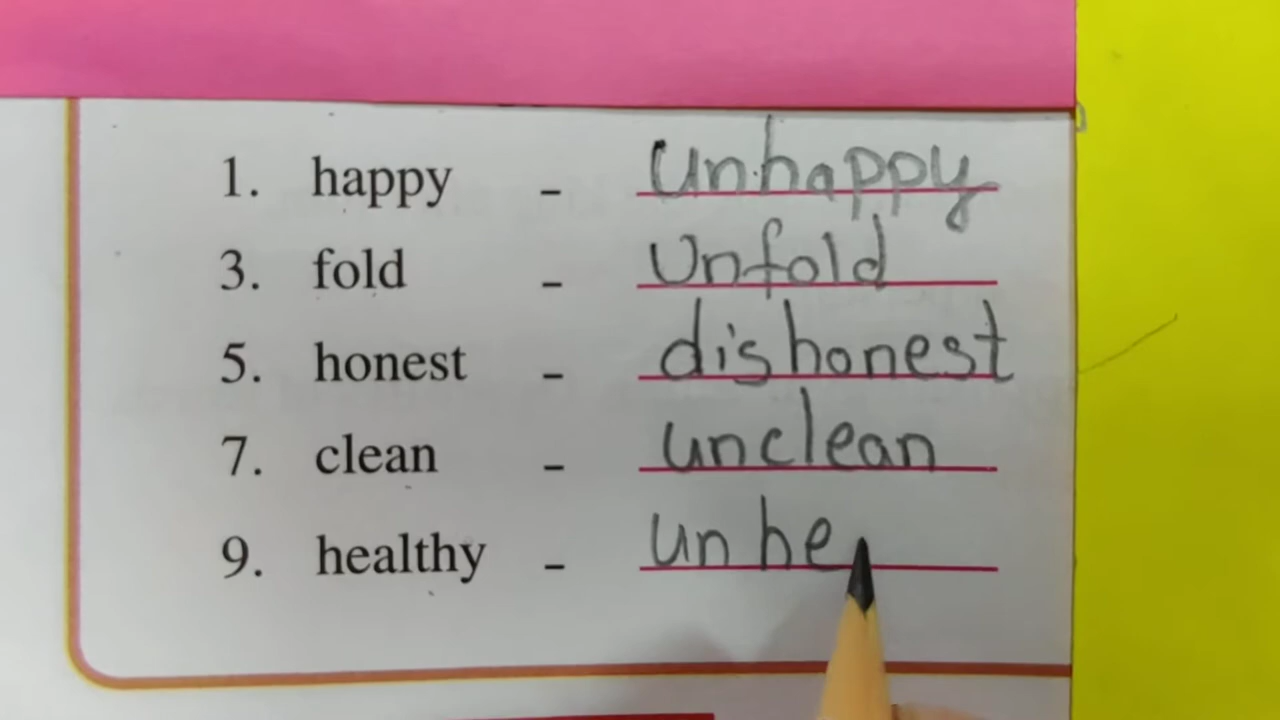 1. happy - Unhappy
3. fold - Unfold
5. honest - dishonest
7. clean - unclean
9. healthy - unhe